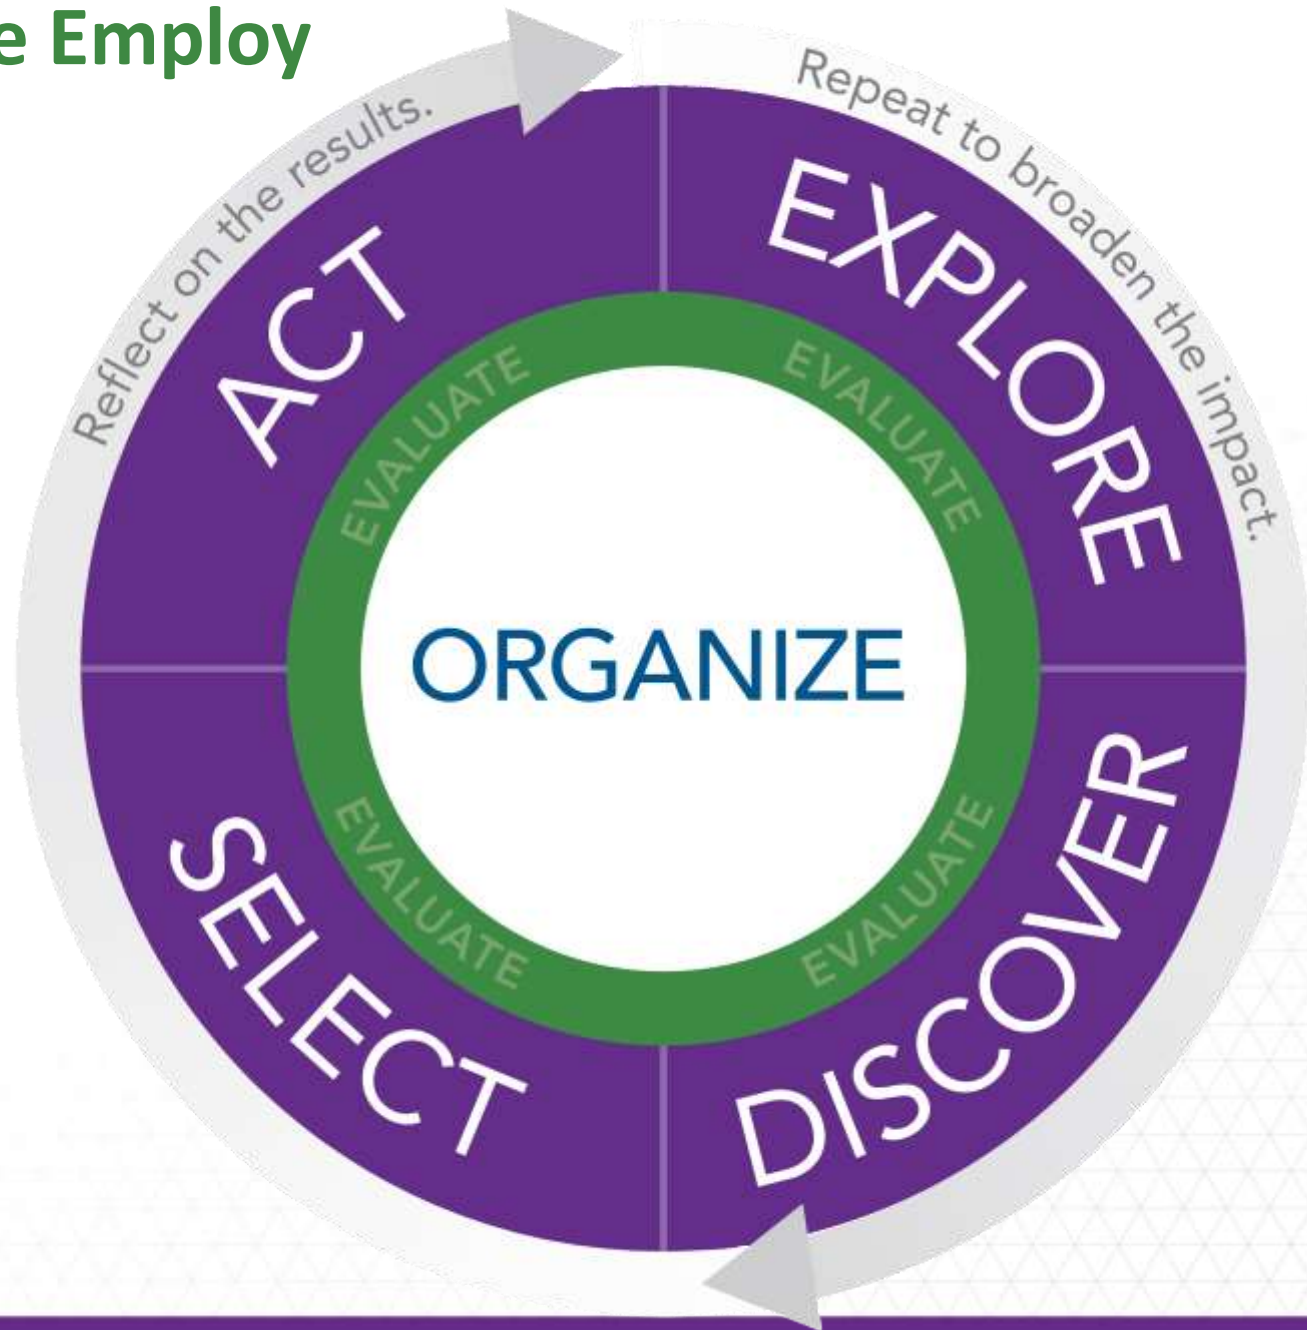 e Employ
Reflect on the results.
Repeat to broaden the impact.
ACT
EXPLORE
EVALUATE
EVALUATE
ORGANIZE
EVALUATE
EVALUATE
SELECT
DISCOVER